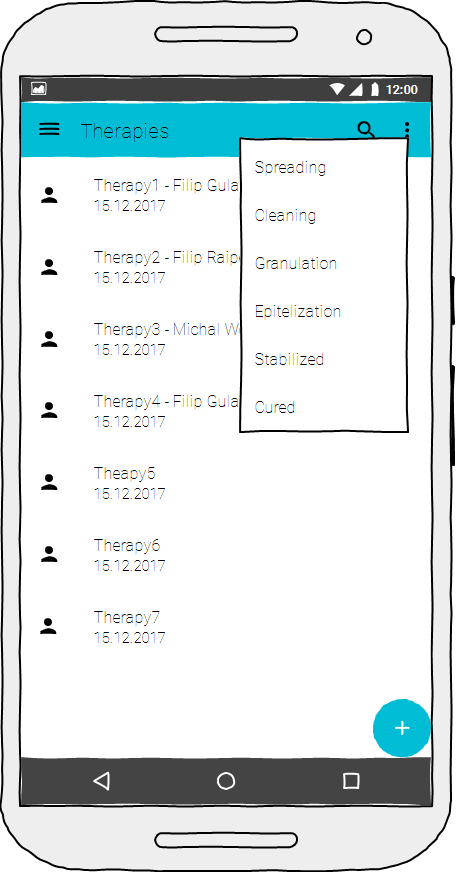 12:00
Therapies
Spreading
Cleaning
Granulation
Epitelization
Stabilized
Cured
Therapy1 - Filip Gula
15.12.2017
Therapy2 - Filip Raip
15.12.2017
Therapy3 - Michal W
15.12.2017
Therapy4 - Filip Gula
15.12.2017
Theapy5
15.12.2017
Therapy6
15.12.2017
Therapy7
15.12.2017